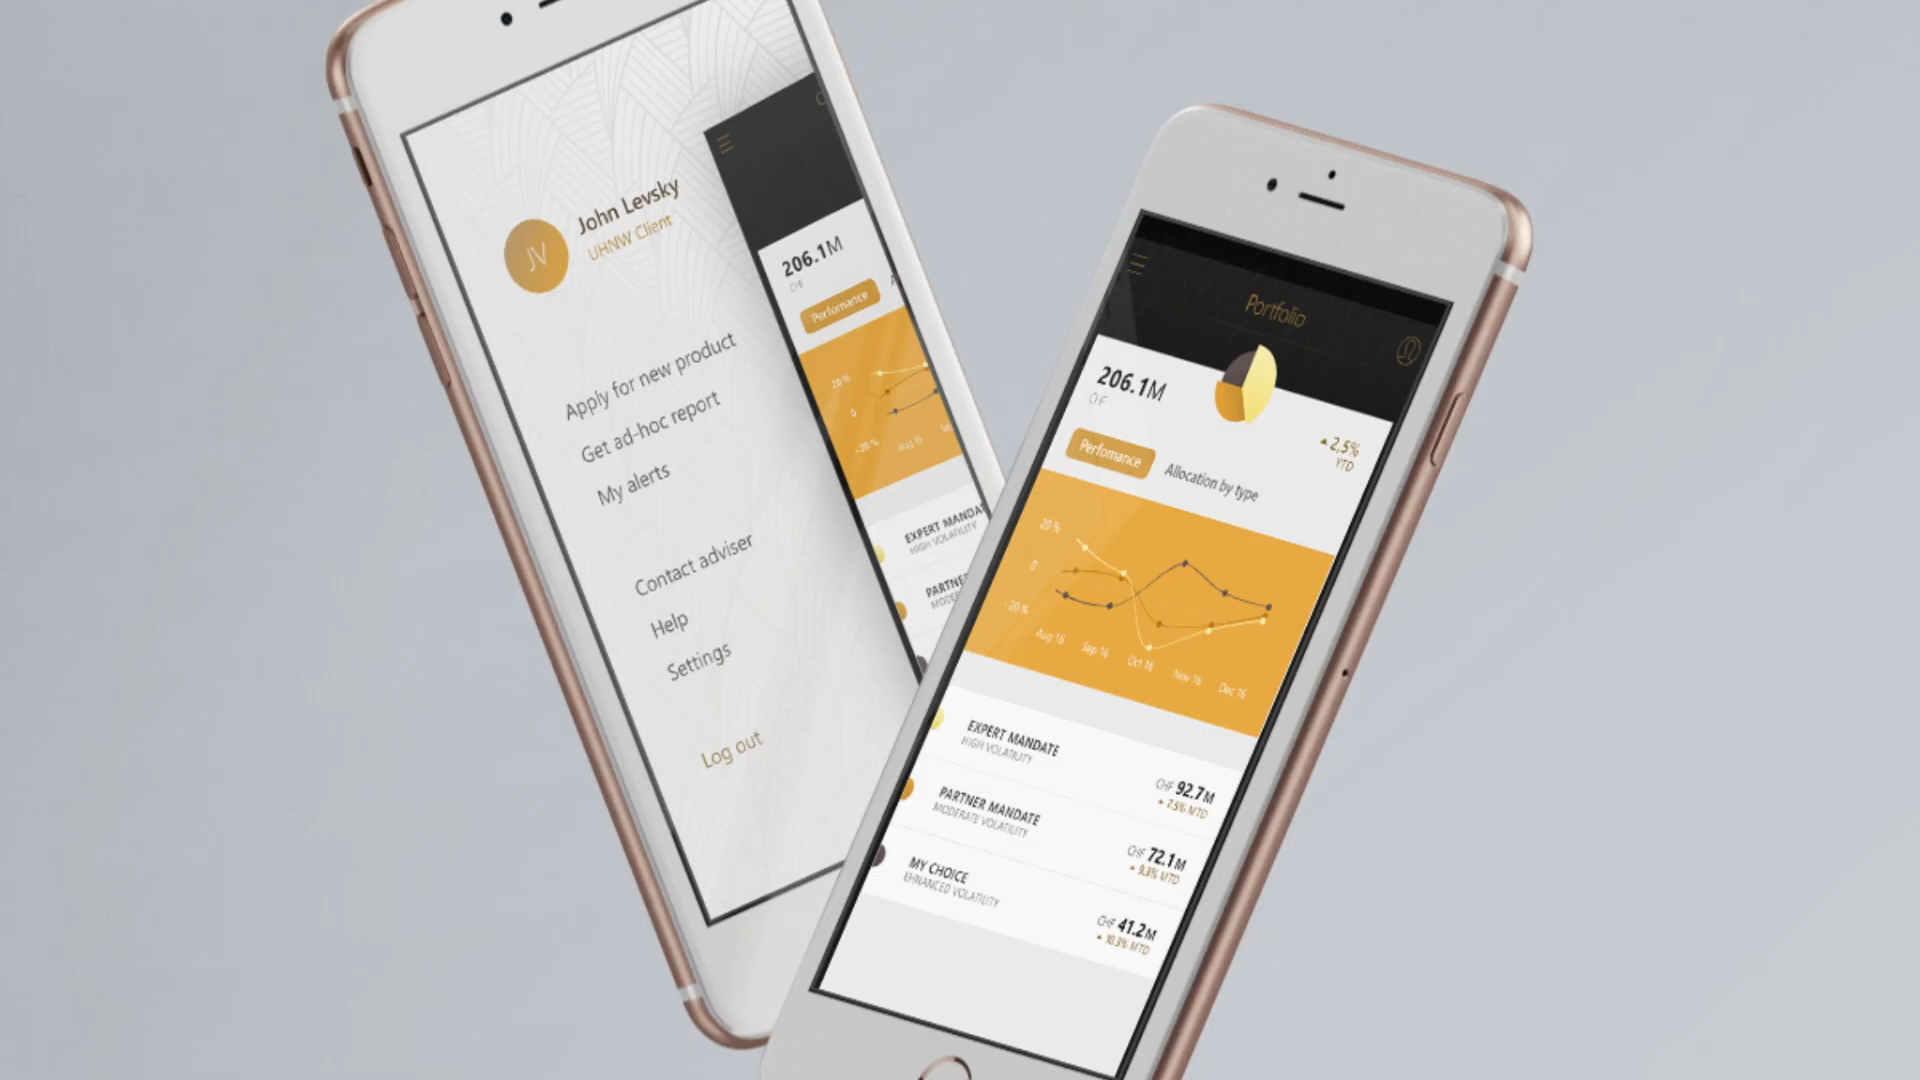 John Levsky
UHNW Client
JV
Apply for new product
Get ad-hoc report
My alerts
Contact adviser
Help
Settings
Log out
206.1M
CHF
Perfomance
20 %
0
- 20 %
Aug 16
EXPERT MANDA
HIGH VOLATILITY
PARTNE
Portfolio
206.1M
CHF
2,5%
YTD
Perfomance
Allocation by type
20 %
0
- 20 %
Aug 16
Sep 16
Oct 16
Nov 16
Dec 16
EXPERT MANDATE
HIGH VOLATILITY
CHF 92.7M
7.5% MTD
PARTNER MANDATE
MODERATE VOLATILITY
CHF 72.1M
9.3% MTD
MY CHOICE
EHNANCED VOLATILITY
CHF 41.2M
10.3% MTD